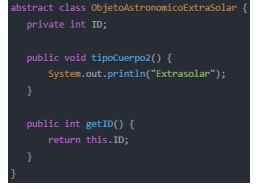 abstract class ObjetoAstronomicoExtraSolar {
private int ID;
public void tipoCuerpo2() {
System.out.println("Extrasolar");
}
public int getID() {
return this.ID;
}
}